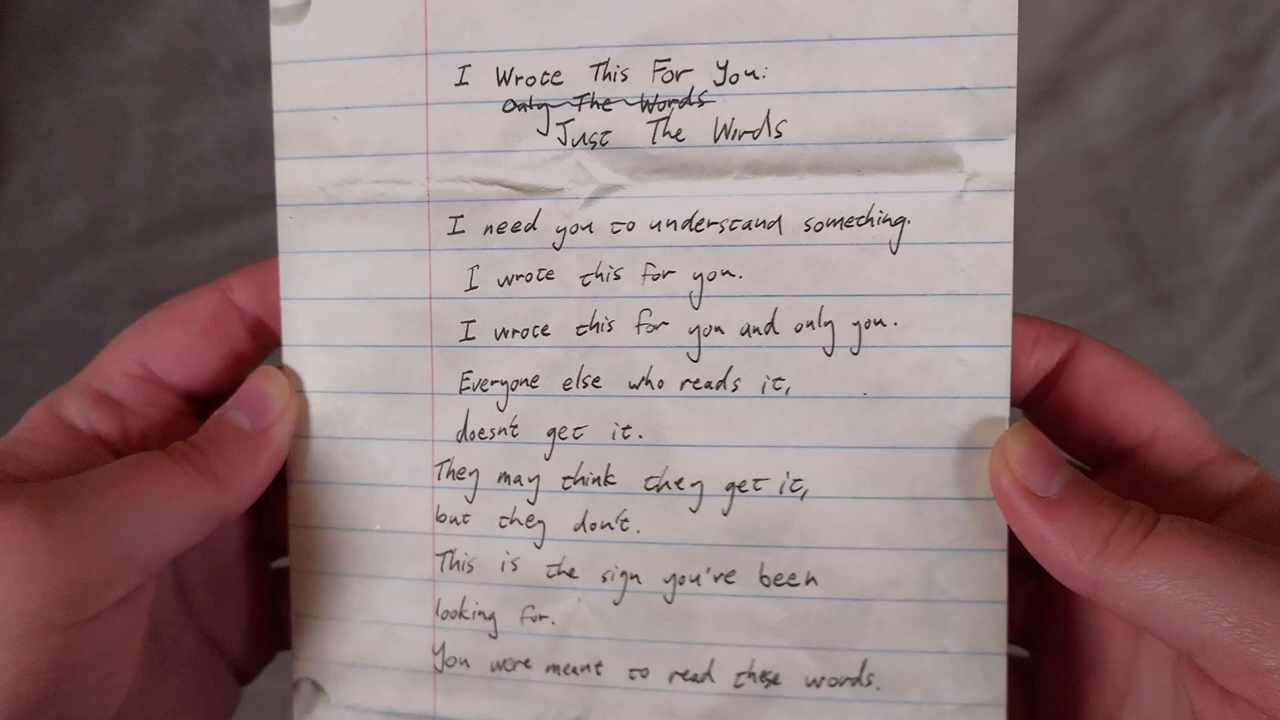 I Wrote This For You:
Only The Words
Just The Words
I need you to understand something.
I wrote this for you.
I wrote this for you and only you.
Everyone else who reads it,
doesn't get it.
They may think they get it,
but they don't.
This is the sign you've been
looking for.
You were meant to read these words.